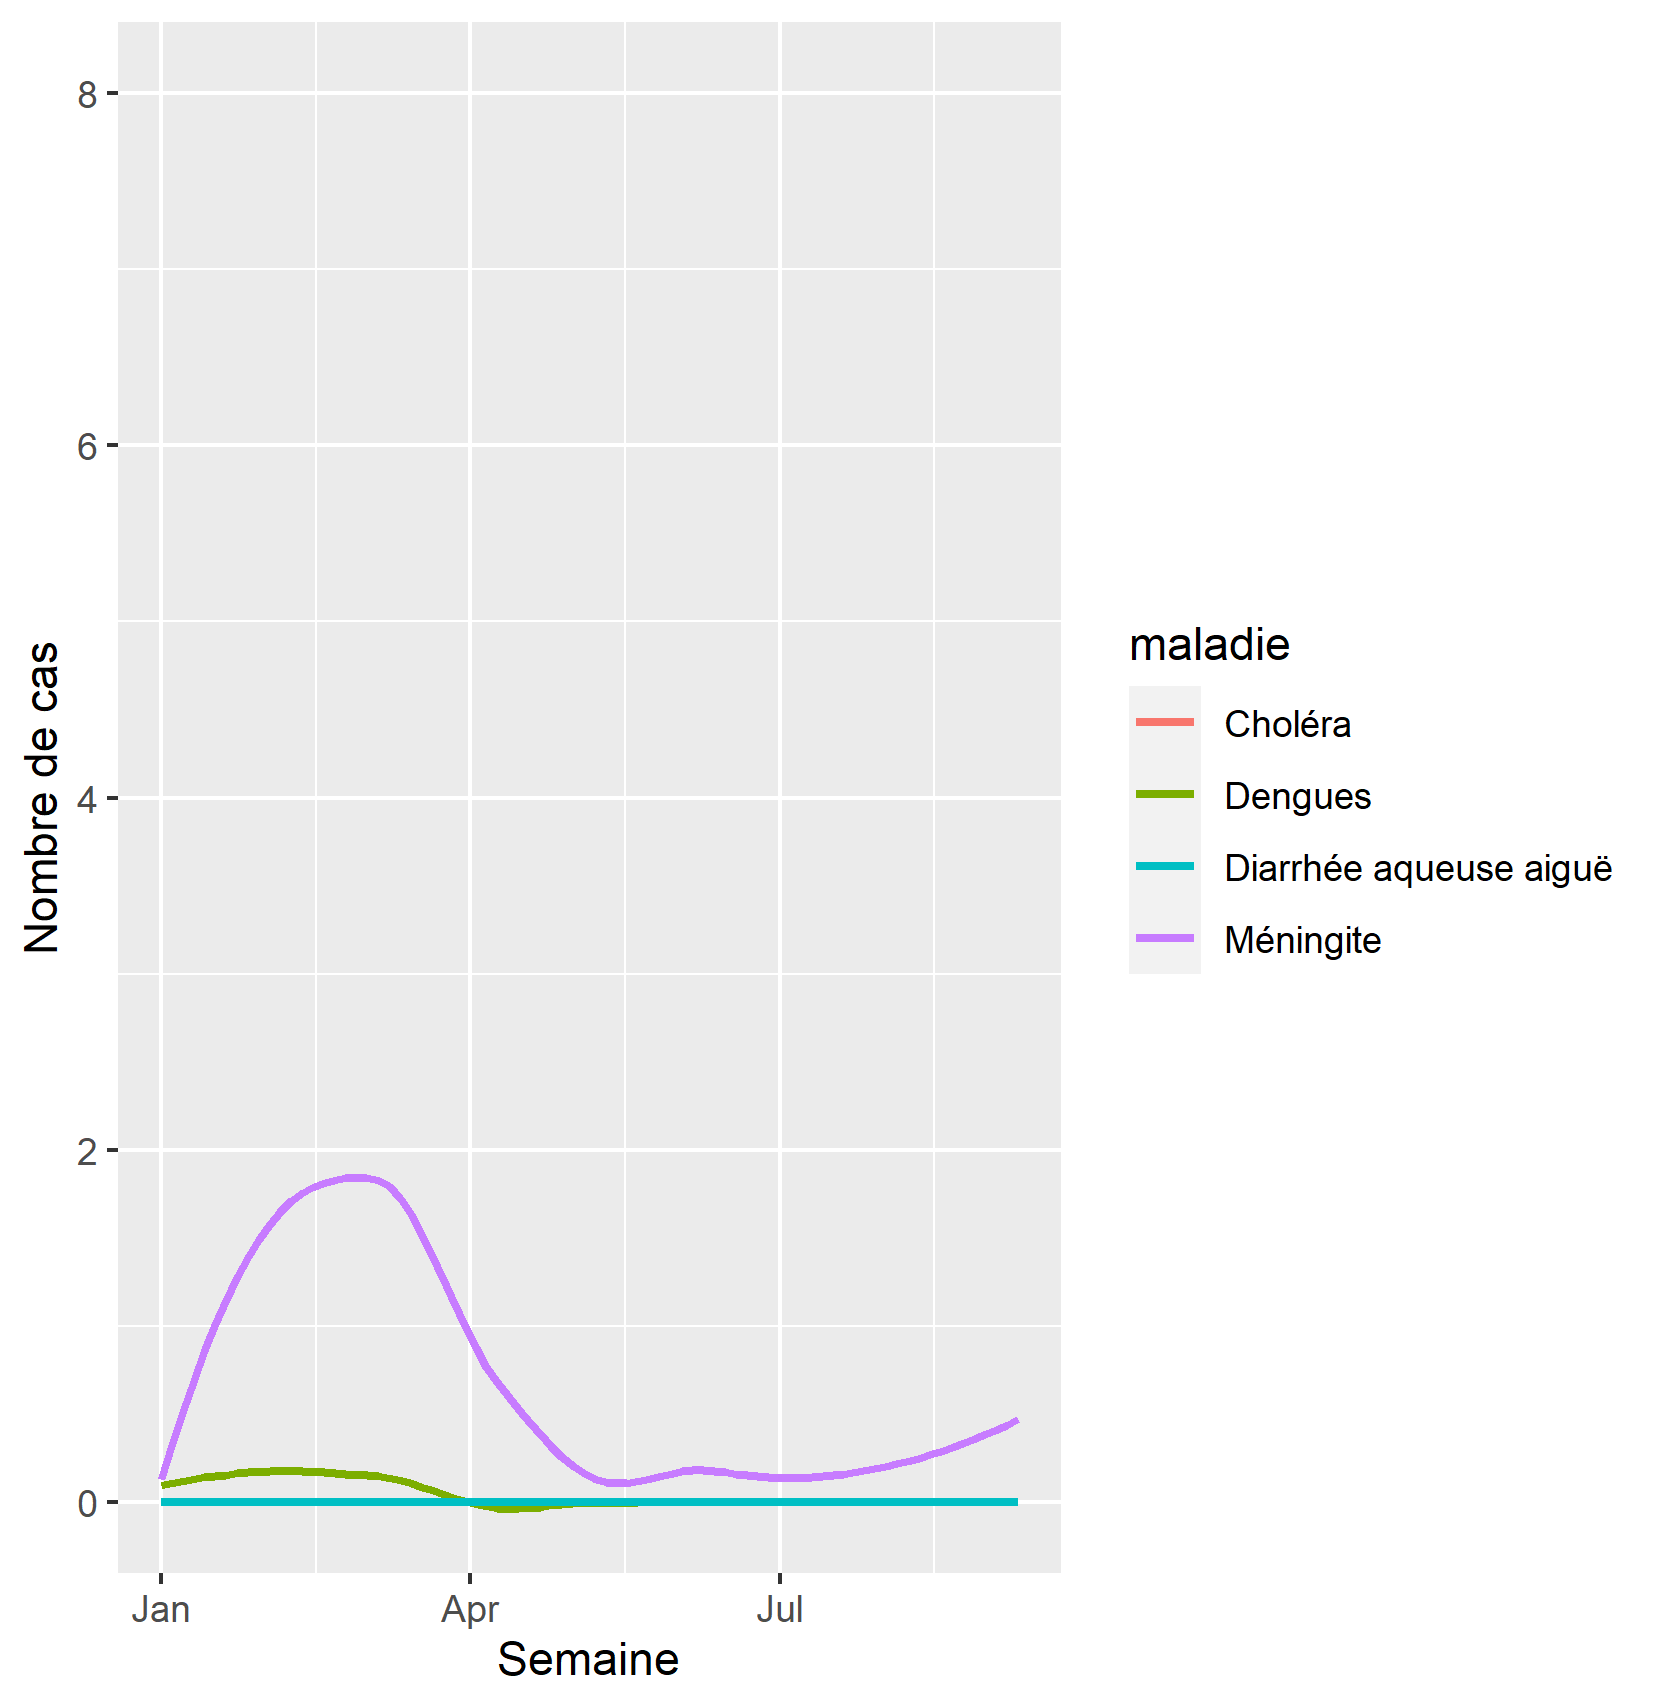 8
6
4
2
0
Nombre de cas
Jan
Apr
Jul
Semaine
maladie
Choléra
Dengues
Diarrhée aqueuse aiguë
Méningite